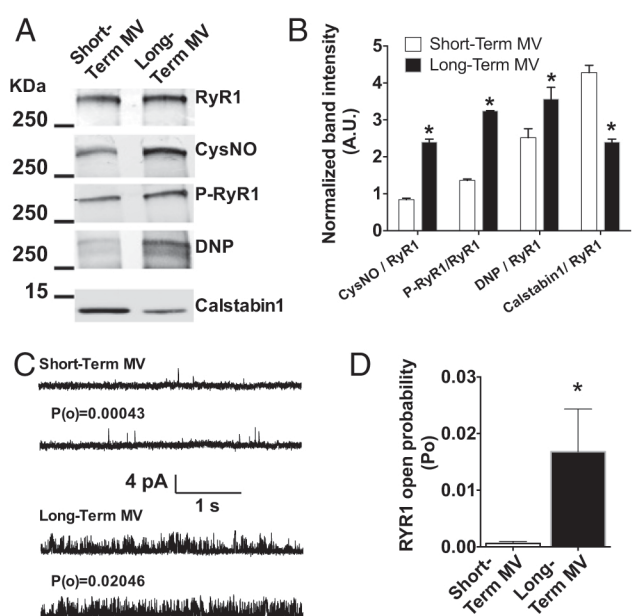 A
Short-
Term MV
Long-
Term MV
KDa
250
RyR1
250
CysNO
250
P-RyR1
250
DNP
15
Calstabin1
B
Short-Term MV
Long-Term MV
Normalized band intensity
(A.U.)
5
4
3
2
1
0
*
*
*
*
CysNO / RyR1
P-RyR1/RyR1
DNP / RyR1
Calstabin1/ RyR1
C
Short-Term MV
P(o)=0.00043
4 pA
1 s
Long-Term MV
P(o)=0.02046
D
RYR1 open probability
(Po)
0.03
0.02
0.01
0.00
*
Short-
Term MV
Long-
Term MV